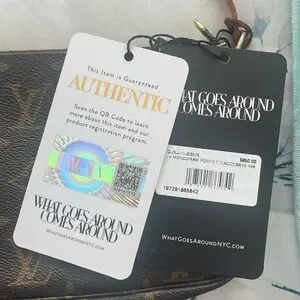 This Item is Guaranteed
AUTHENTIC
Scan the QR Code to learn
more about this item and our
product registration program.
WHAT GOES AROUND
COMES AROUND
WHATGOESAROUNDNYC.COM
WHAT GOES AROUND
COMES AROUND
$850.00
WHATGOESAROUNDNYC.COM